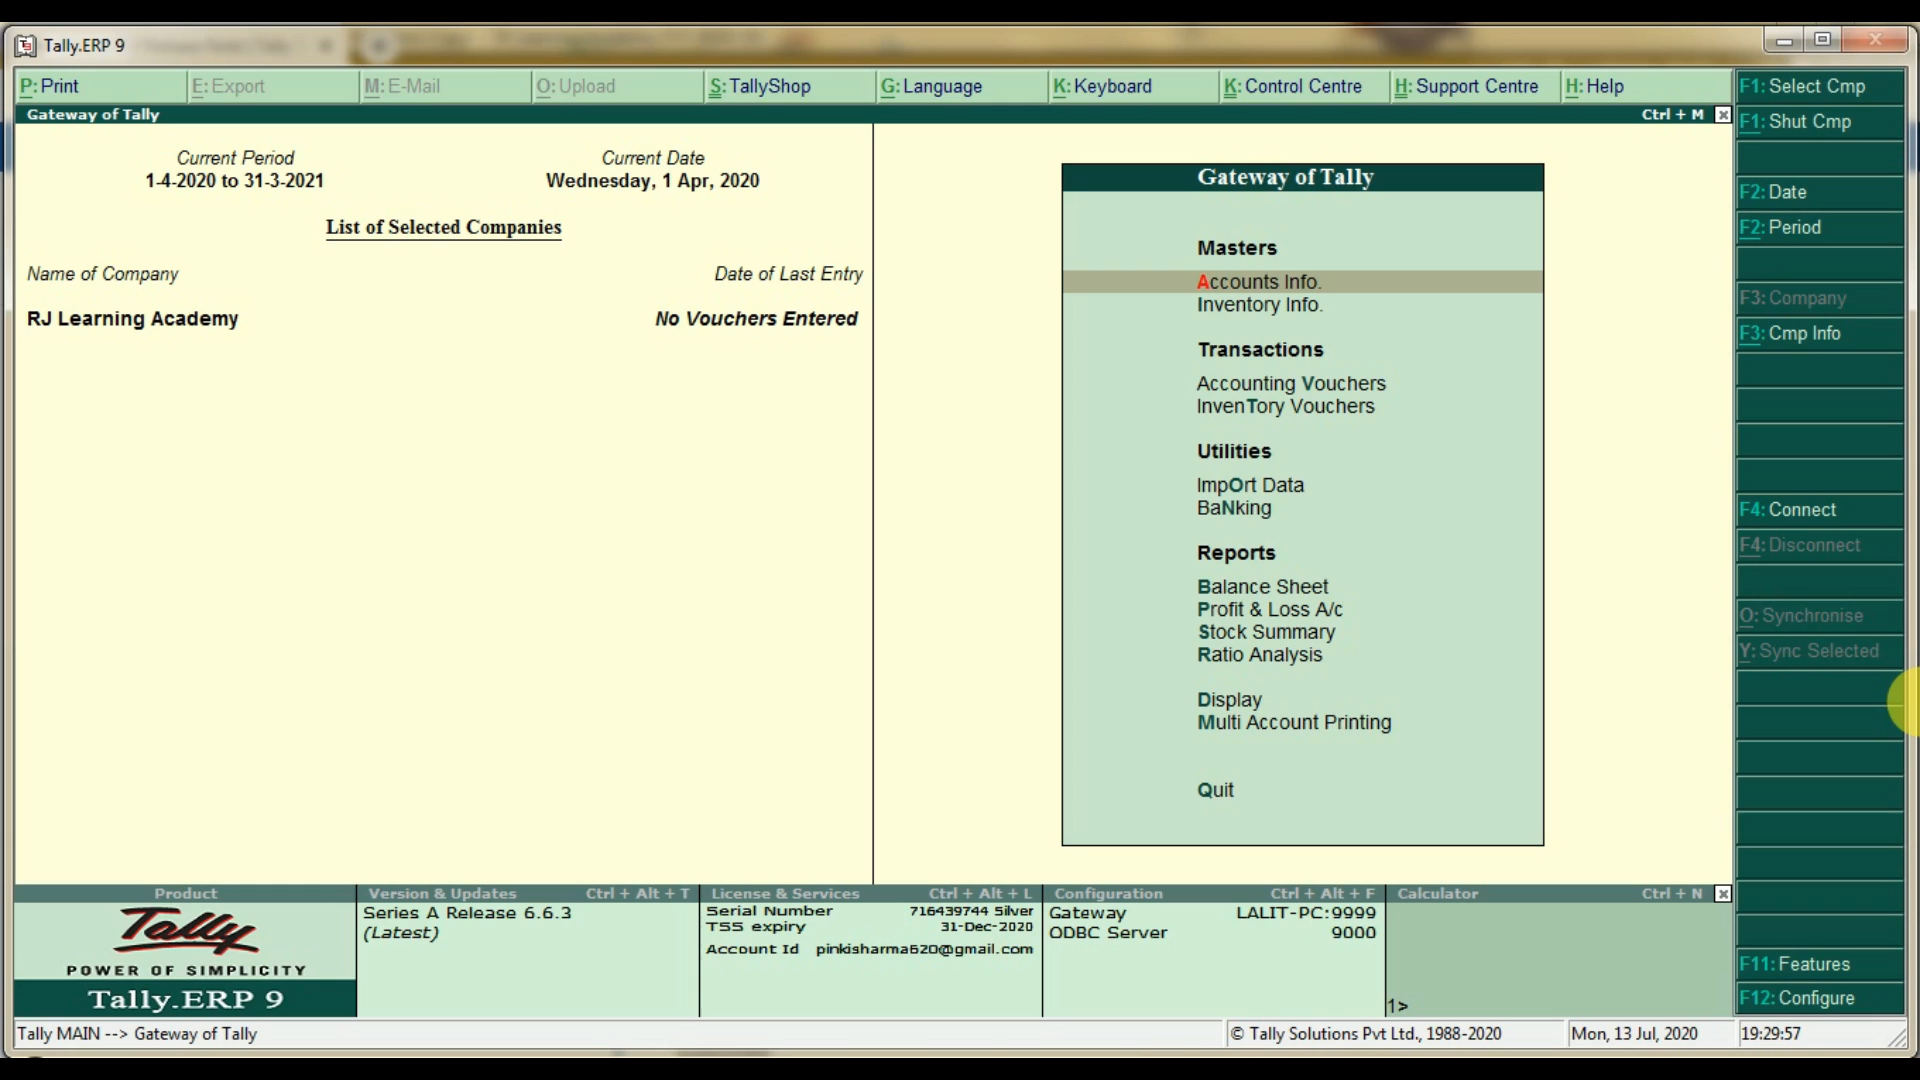 Tally.ERP 9
P: Print
E: Export
M: E-Mail
O: Upload
S: TallyShop
G: Language
K: Keyboard
K: Control Centre
H: Support Centre
H: Help
Gateway of Tally
Ctrl + M
Current Period
1-4-2020 to 31-3-2021
Current Date
Wednesday, 1 Apr, 2020
List of Selected Companies
Name of Company
Date of Last Entry
RJ Learning Academy
No Vouchers Entered
Gateway of Tally
Masters
Accounts Info.
Inventory Info.
Transactions
Accounting Vouchers
InvenTory Vouchers
Utilities
ImpOrt Data
BaNking
Reports
Balance Sheet
Profit & Loss A/c
Stock Summary
Ratio Analysis
Display
Multi Account Printing
Quit
F1: Select Cmp
F1: Shut Cmp
F2: Date
F2: Period
F3: Company
F3: Cmp Info
F4: Connect
F4: Disconnect
O: Synchronise
Y: Sync Selected
F11: Features
F12: Configure
Product
Tally
POWER OF SIMPLICITY
Tally.ERP 9
Version & Updates
Ctrl + Alt + T
Series A Release 6.6.3
(Latest)
License & Services
Ctrl + Alt + L
Serial Number 716439744 Silver
TSS expiry 31-Dec-2020
Account Id pinkisharma620@gmail.com
Configuration
Ctrl + Alt + F
Gateway LALIT-PC:9999
ODBC Server 9000
Calculator
Ctrl + N
1>
Tally MAIN --> Gateway of Tally
© Tally Solutions Pvt Ltd., 1988-2020
Mon, 13 Jul, 2020
19:29:57